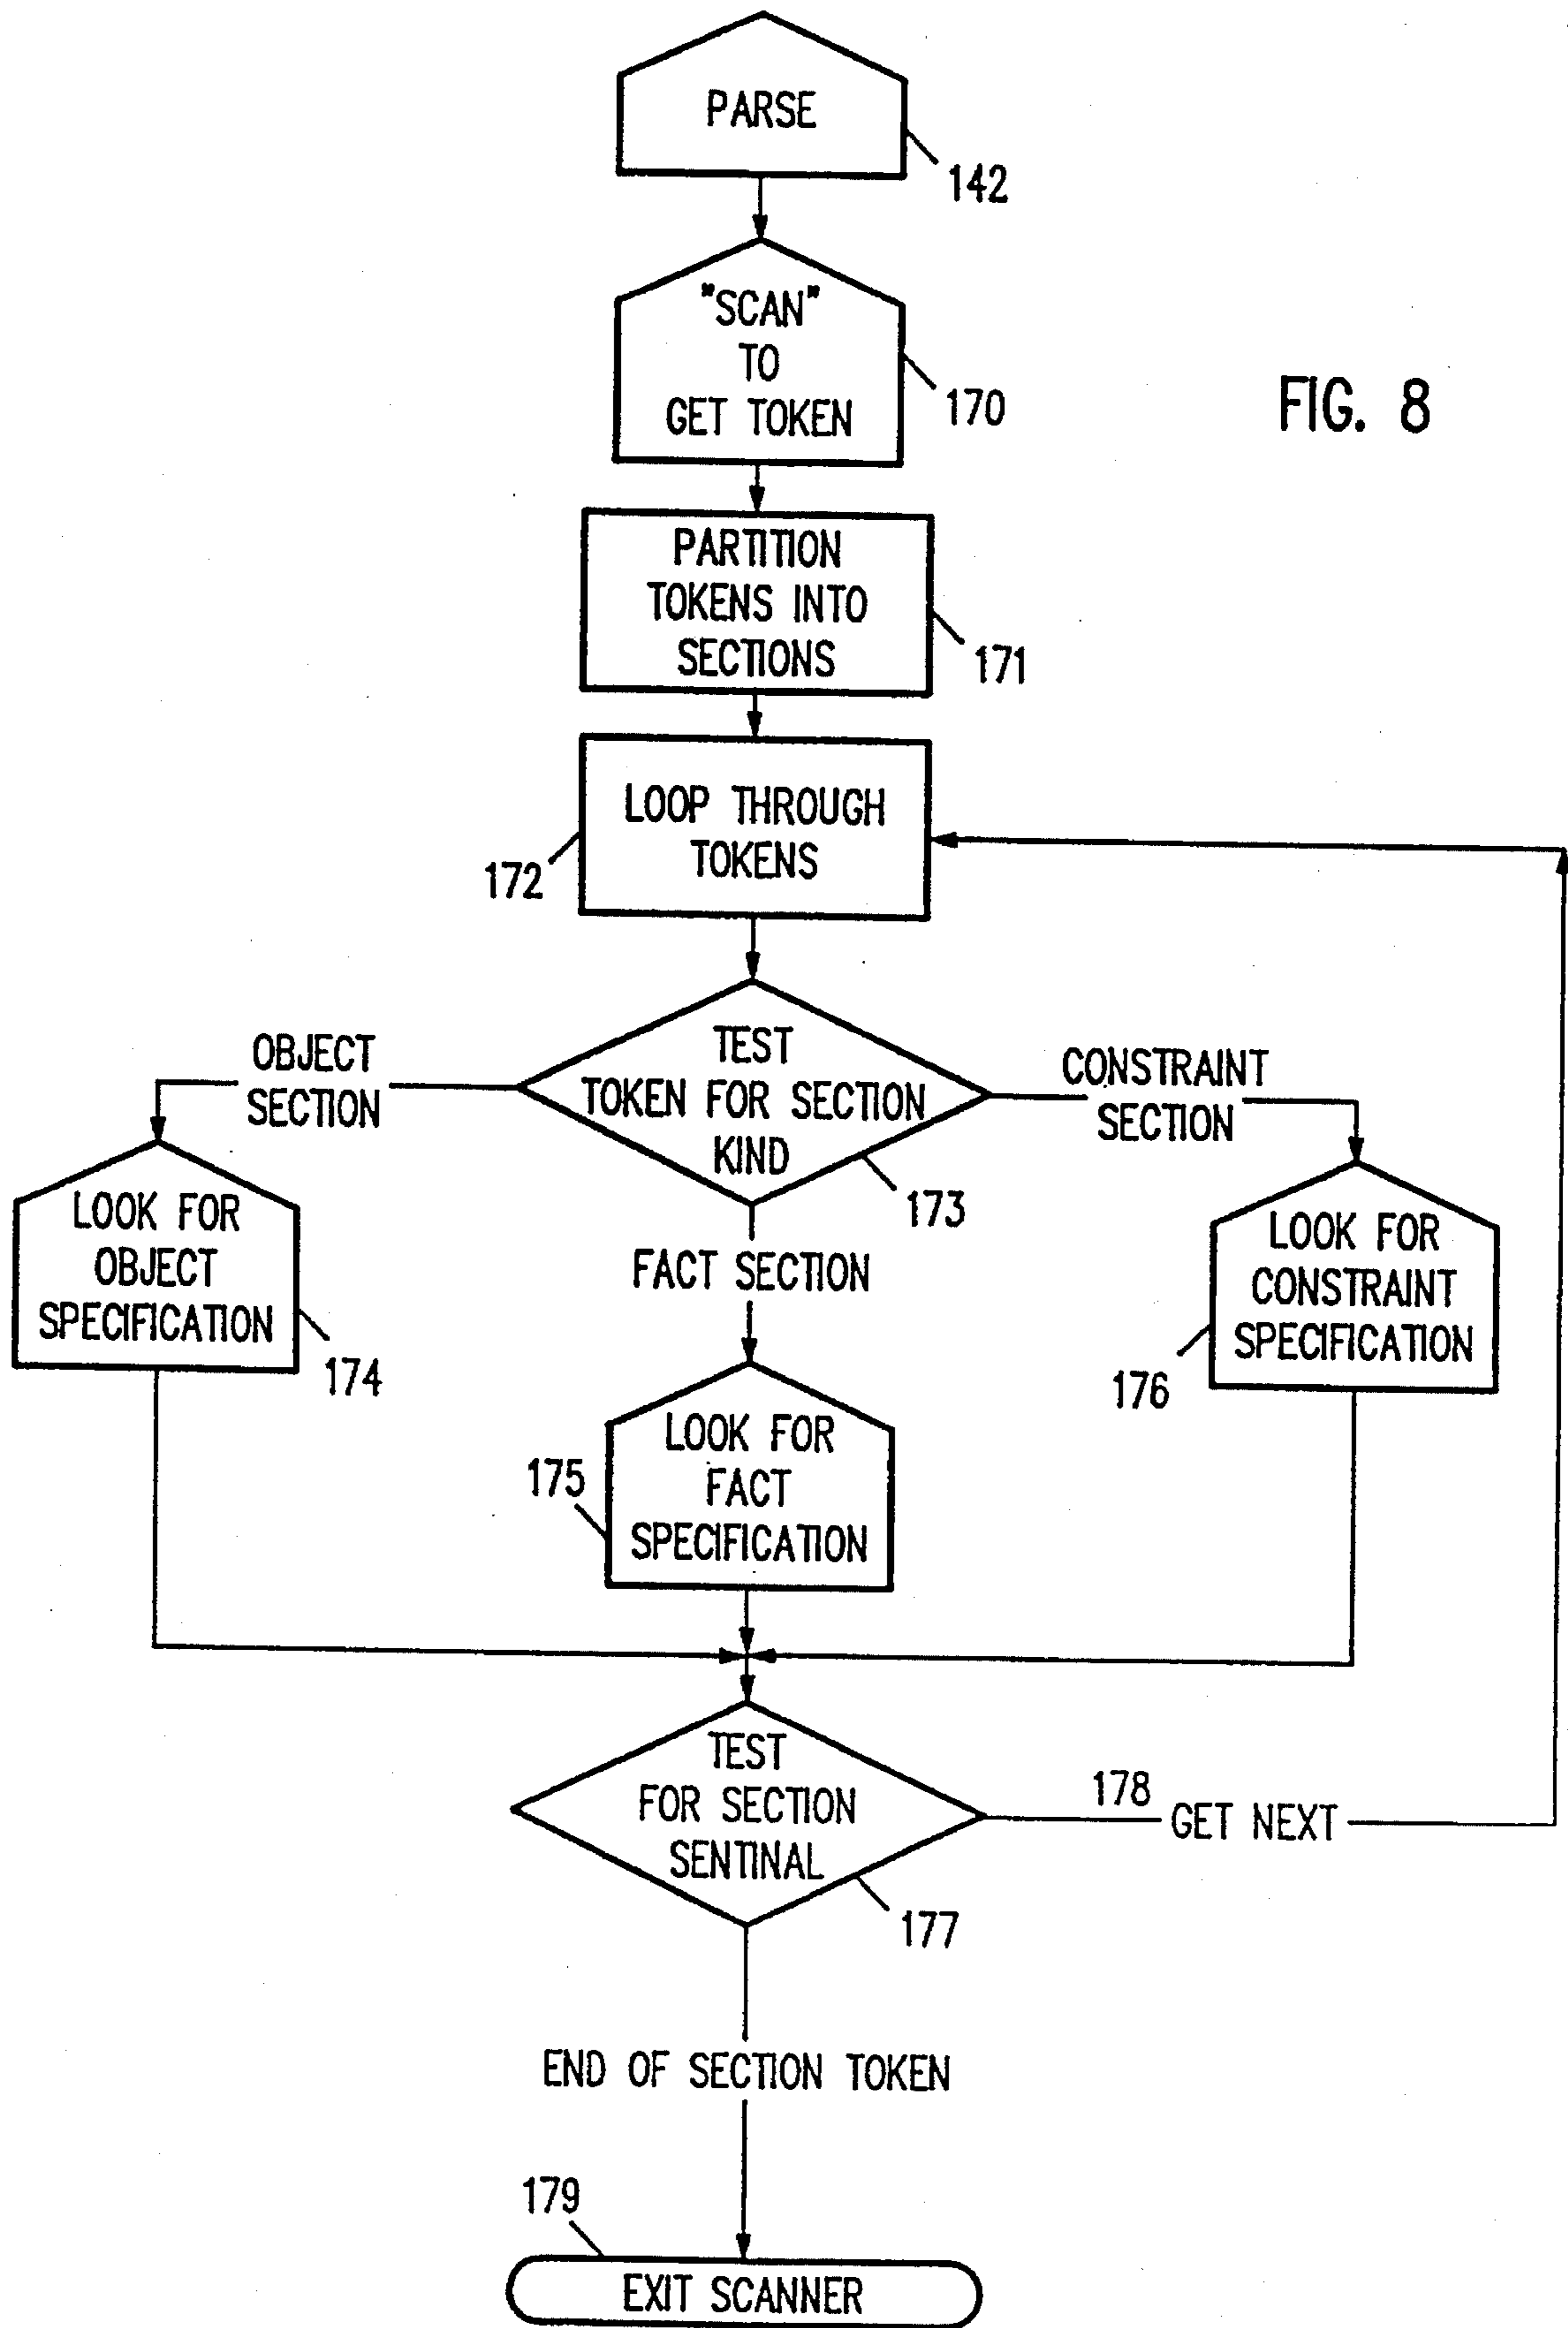 PARSE
142
"SCAN"
TO
GET TOKEN
170
FIG. 8
PARTITION
TOKENS INTO
SECTIONS
171
LOOP THROUGH
TOKENS
172
TEST
TOKEN FOR SECTION
KIND
173
OBJECT
SECTION
CONSTRAINT
SECTION
FACT SECTION
LOOK FOR
OBJECT
SPECIFICATION
174
LOOK FOR
CONSTRAINT
SPECIFICATION
176
LOOK FOR
FACT
SPECIFICATION
175
TEST
FOR SECTION
SENTINAL
177
178
GET NEXT
END OF SECTION TOKEN
179
EXIT SCANNER